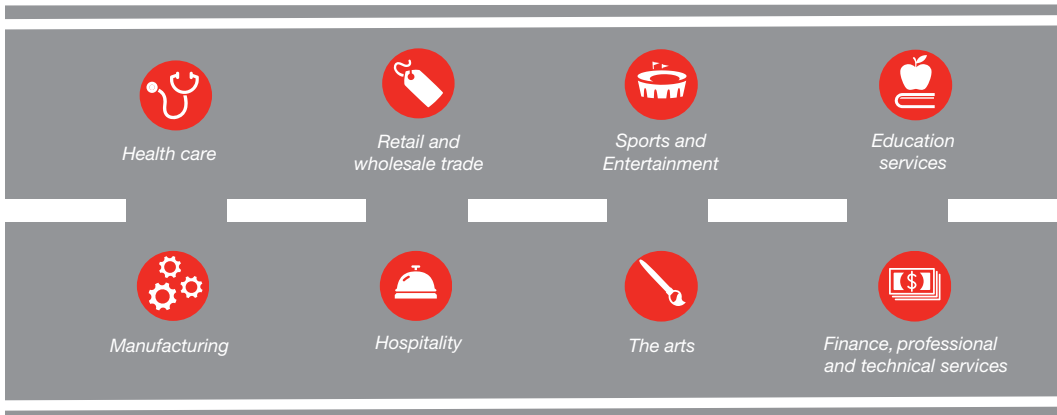 Health care
Retail and
wholesale trade
Sports and
Entertainment
Education
services
Manufacturing
Hospitality
The arts
Finance, professional
and technical services